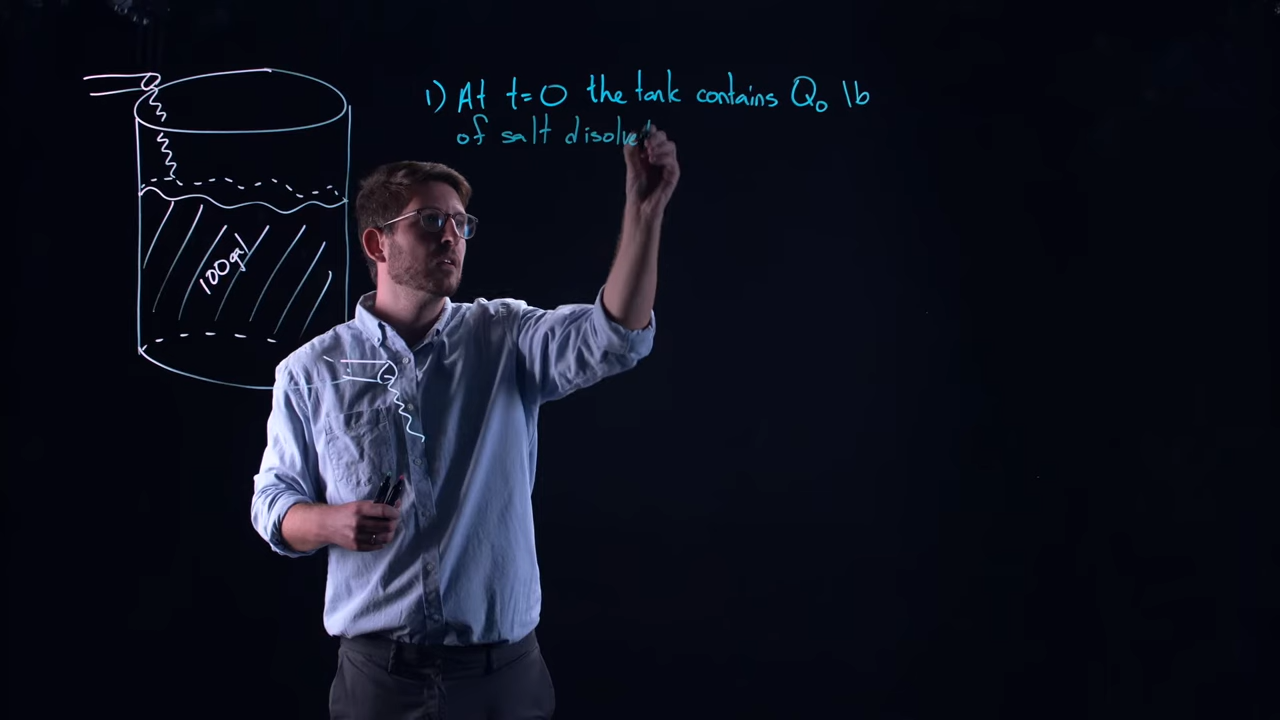 1) At t=0 the tank contains Q₀ lb
of salt disolve
100gal